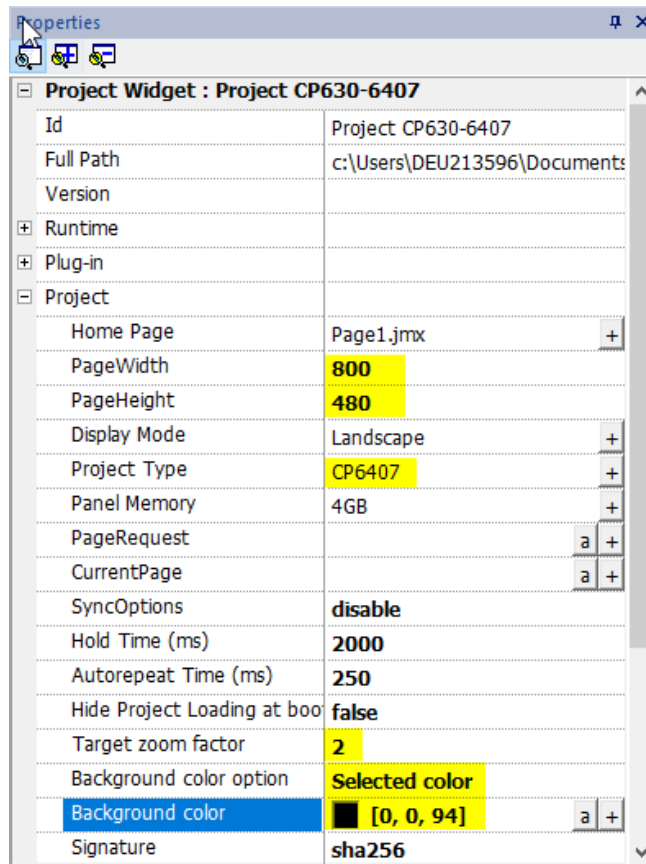 Properties
Project Widget : Project CP630-6407
Id Project CP630-6407
Full Path c:\Users\DEU213596\Documents
Version
Runtime
Plug-in
Project
Home Page Page1.jmx +
PageWidth 800
PageHeight 480
Display Mode Landscape +
Project Type CP6407 +
Panel Memory 4GB +
PageRequest a +
CurrentPage a +
SyncOptions disable
Hold Time (ms) 2000
Autorepeat Time (ms) 250
Hide Project Loading at boo false
Target zoom factor 2
Background color option Selected color
Background color [0, 0, 94] a +
Signature sha256